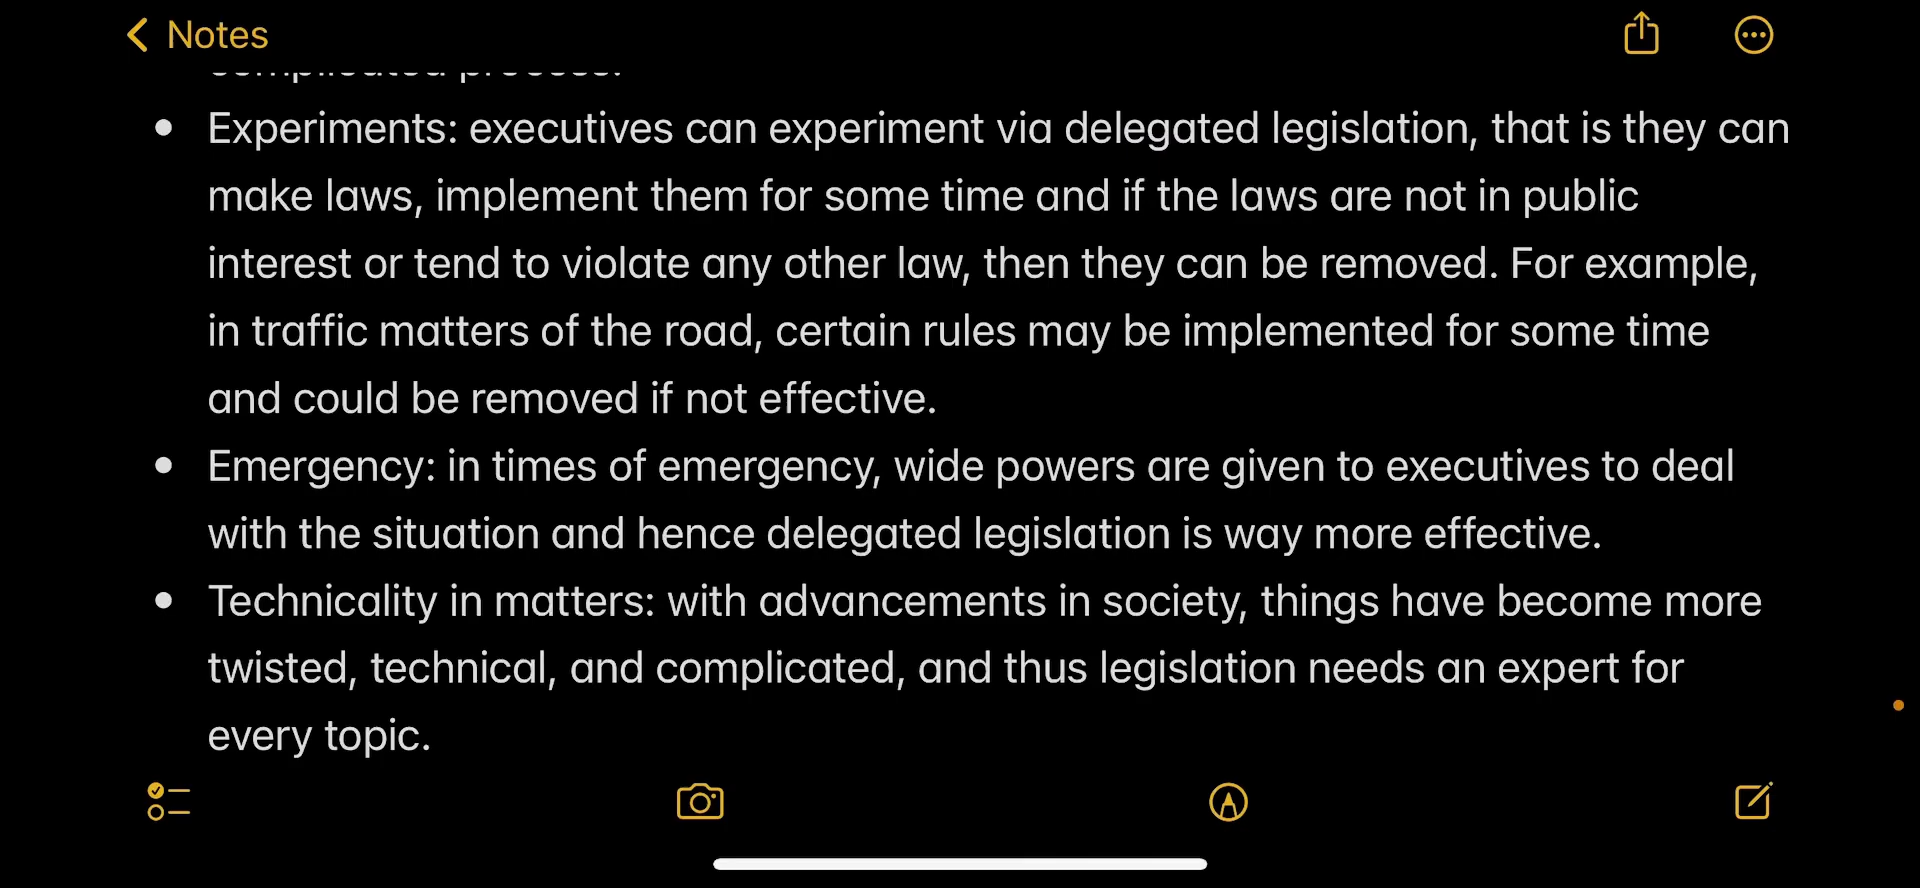 Notes
complicated process.
Experiments: executives can experiment via delegated legislation, that is they can
make laws, implement them for some time and if the laws are not in public
interest or tend to violate any other law, then they can be removed. For example,
in traffic matters of the road, certain rules may be implemented for some time
and could be removed if not effective.
Emergency: in times of emergency, wide powers are given to executives to deal
with the situation and hence delegated legislation is way more effective.
Technicality in matters: with advancements in society, things have become more
twisted, technical, and complicated, and thus legislation needs an expert for
every topic.